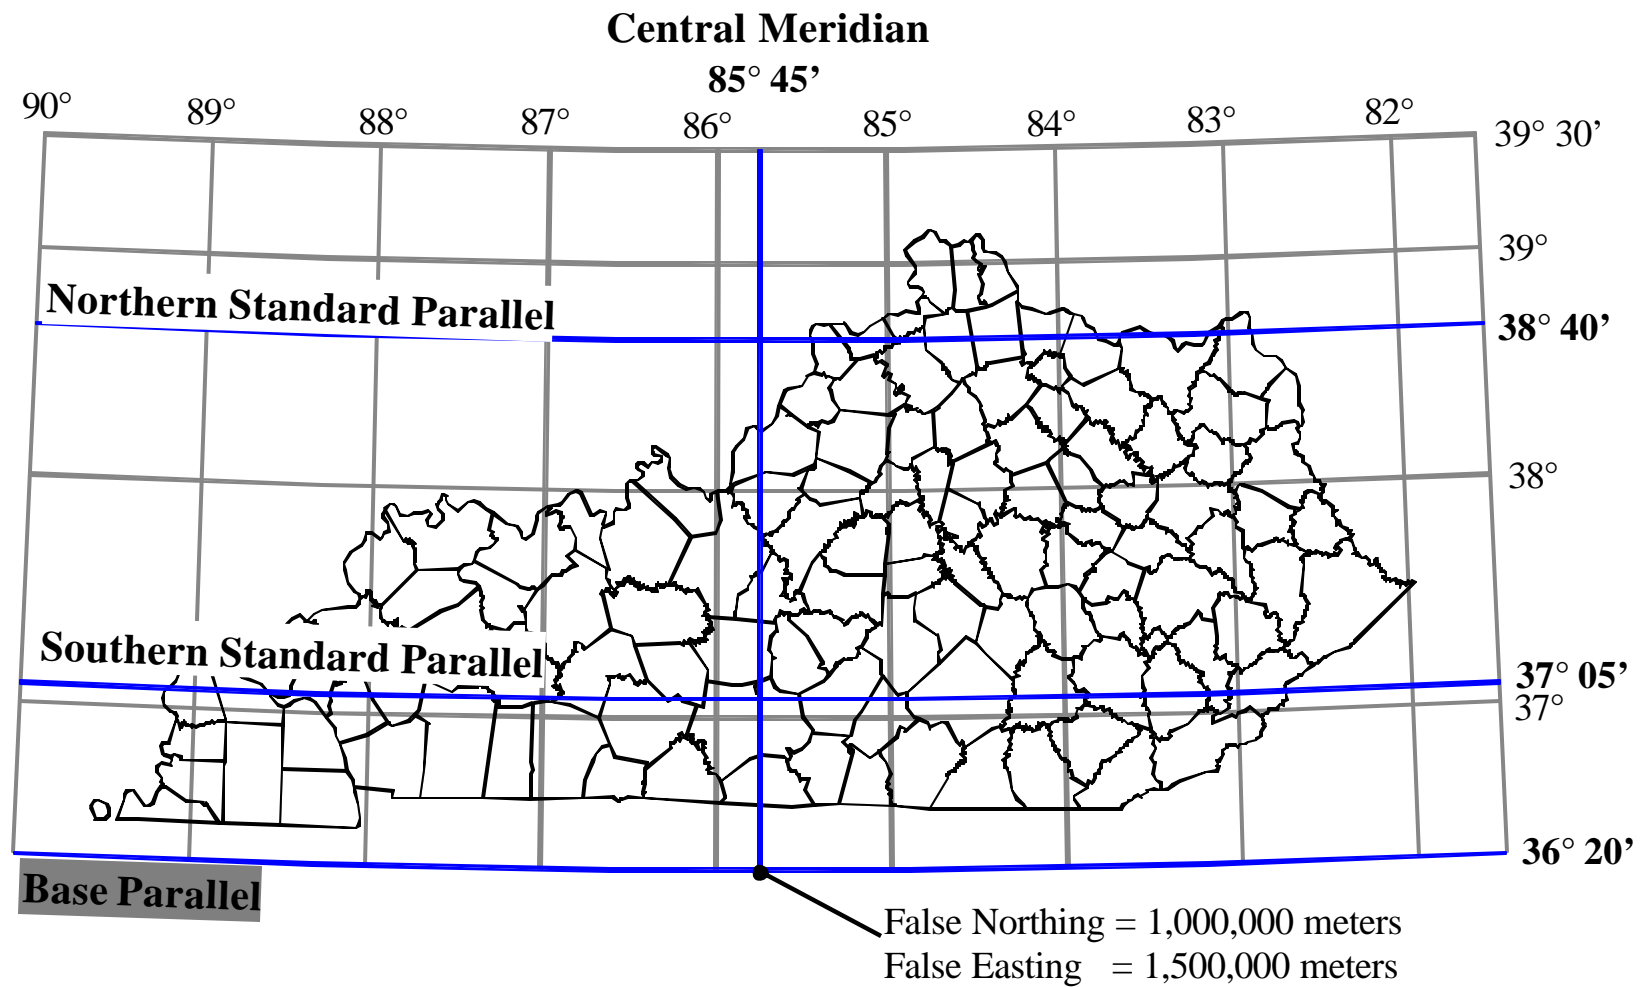 Central Meridian
85° 45’
90° 89° 88° 87° 86° 85° 84° 83° 82°
39° 30’
39°
Northern Standard Parallel
38° 40’
38°
Southern Standard Parallel
37° 05’
37°
36° 20’
Base Parallel
False Northing = 1,000,000 meters
False Easting = 1,500,000 meters